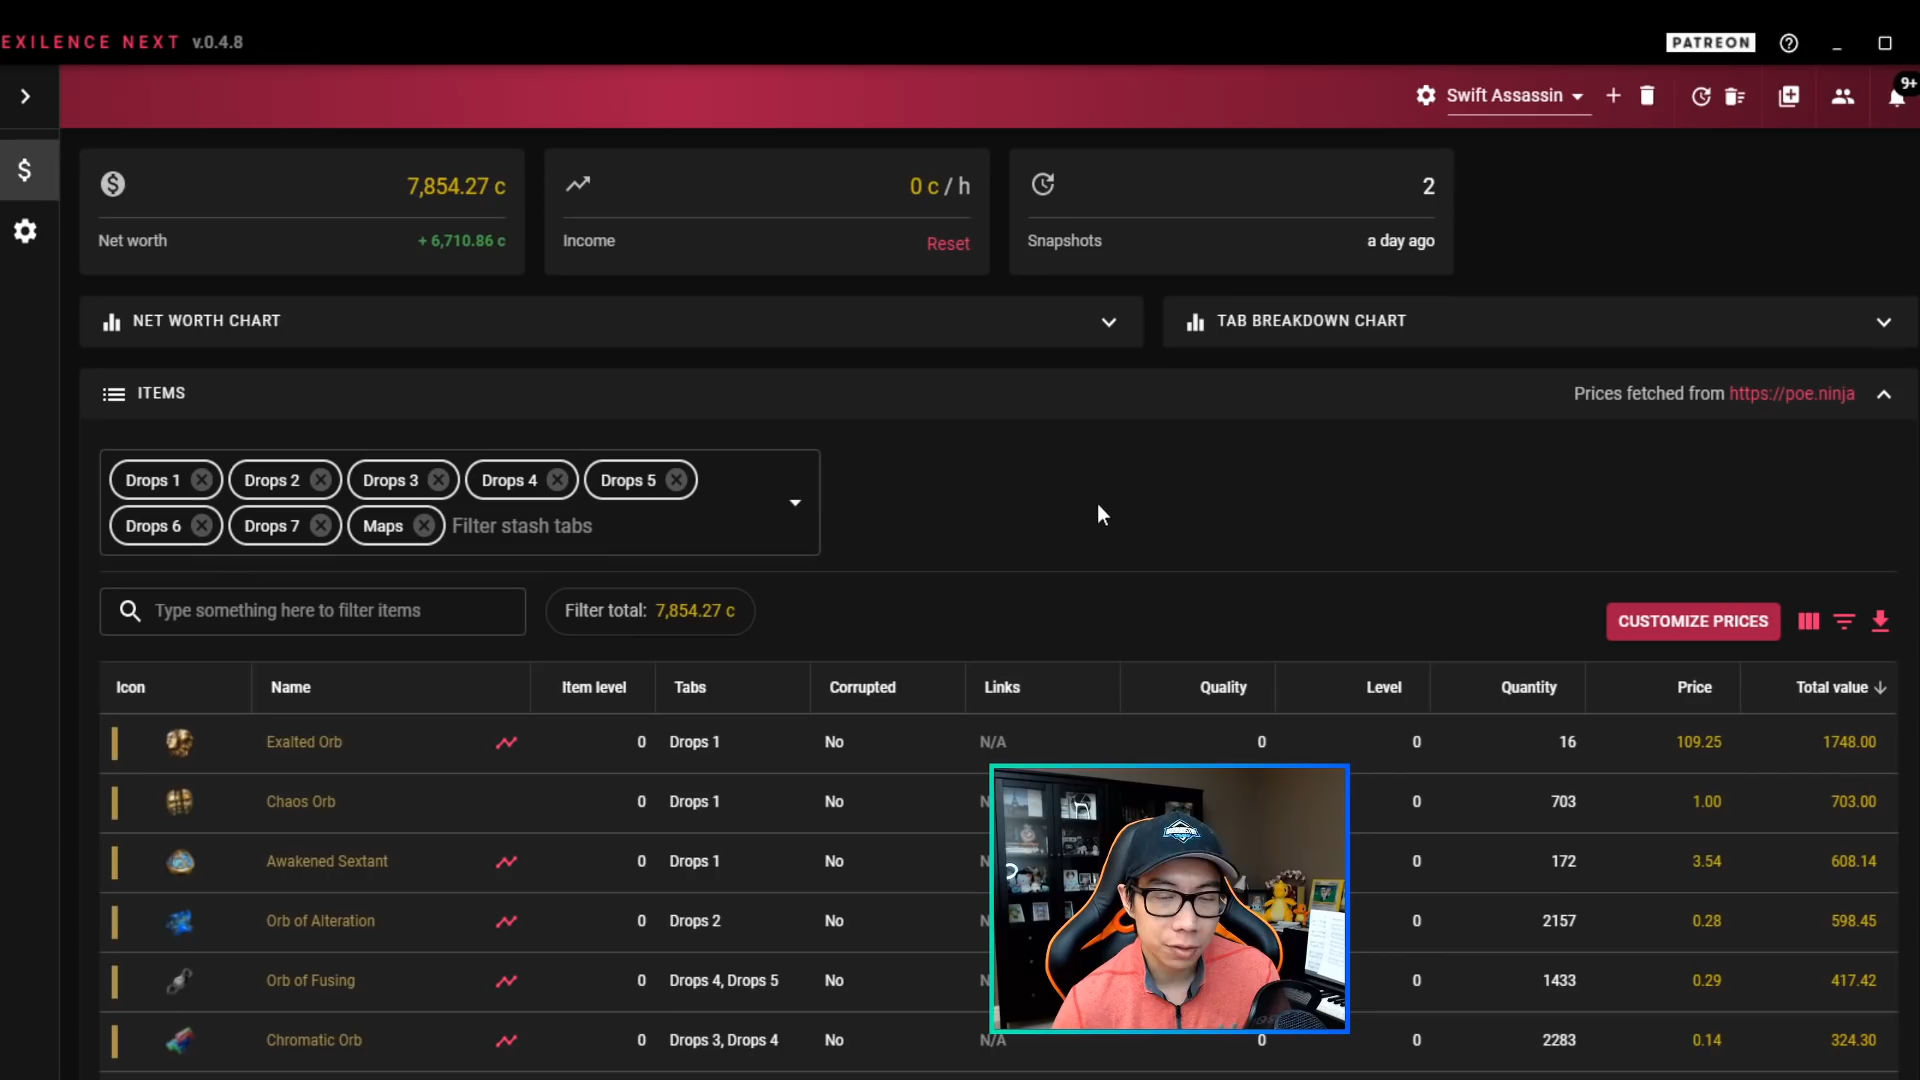 EXILENCE NEXT v.0.4.8
PATREON
Swift Assassin
9+
7,854.27 c
Net worth
+ 6,710.86 c
0 c / h
Income
Reset
2
Snapshots
a day ago
NET WORTH CHART
TAB BREAKDOWN CHART
ITEMS
Prices fetched from https://poe.ninja
Drops 1 Drops 2 Drops 3 Drops 4 Drops 5
Drops 6 Drops 7 Maps Filter stash tabs
Type something here to filter items
Filter total: 7,854.27 c
CUSTOMIZE PRICES
Icon Name Item level Tabs Corrupted Links Quality Level Quantity Price Total value
Exalted Orb 0 Drops 1 No N/A 0 0 16 109.25 1748.00
Chaos Orb 0 Drops 1 No N 0 703 1.00 703.00
Awakened Sextant 0 Drops 1 No N 0 172 3.54 608.14
Orb of Alteration 0 Drops 2 No N 0 2157 0.28 598.45
Orb of Fusing 0 Drops 4, Drops 5 No N 0 1433 0.29 417.42
Chromatic Orb 0 Drops 3, Drops 4 No N/A 0 0 2283 0.14 324.30